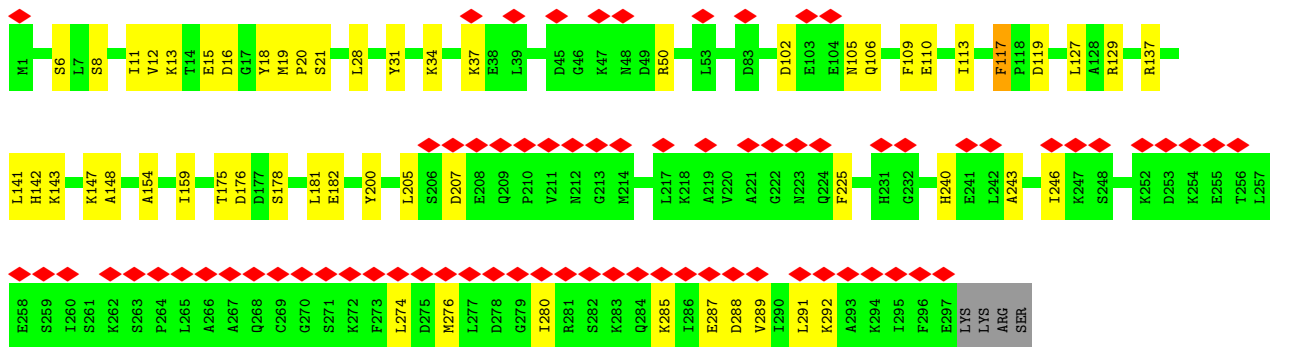 M1 S6 L7 S8 I11 V12 K13 T14 E15 D16 G17 Y18 M19 P20 S21 L28 Y31 K34 K37 E38 L39 D45 G46 K47 N48 D49 R50 L53 D83 D102 E103 E104 N105 Q106 F109 E110 I113 F117 P118 D119 L127 A128 R129 R137
L141 H142 K143 K147 A148 A154 I159 T175 D176 D177 S178 L181 E182 Y200 L205 S206 D207 E208 Q209 P210 V211 N212 G213 M214 L217 K218 A219 V220 A221 G222 N223 Q224 F225 H231 G232 H240 E241 L242 A243 I246 K247 S248 K252 D253 K254 E255 T256 L257
E258 S259 I260 S261 K262 S263 P264 L265 A266 A267 Q268 C269 G270 S271 K272 F273 L274 D275 M276 L277 D278 G279 I280 R281 S282 K283 Q284 K285 I286 E287 D288 V289 I290 L291 K292 A293 K294 I295 F296 E297 LYS LYS ARG SER